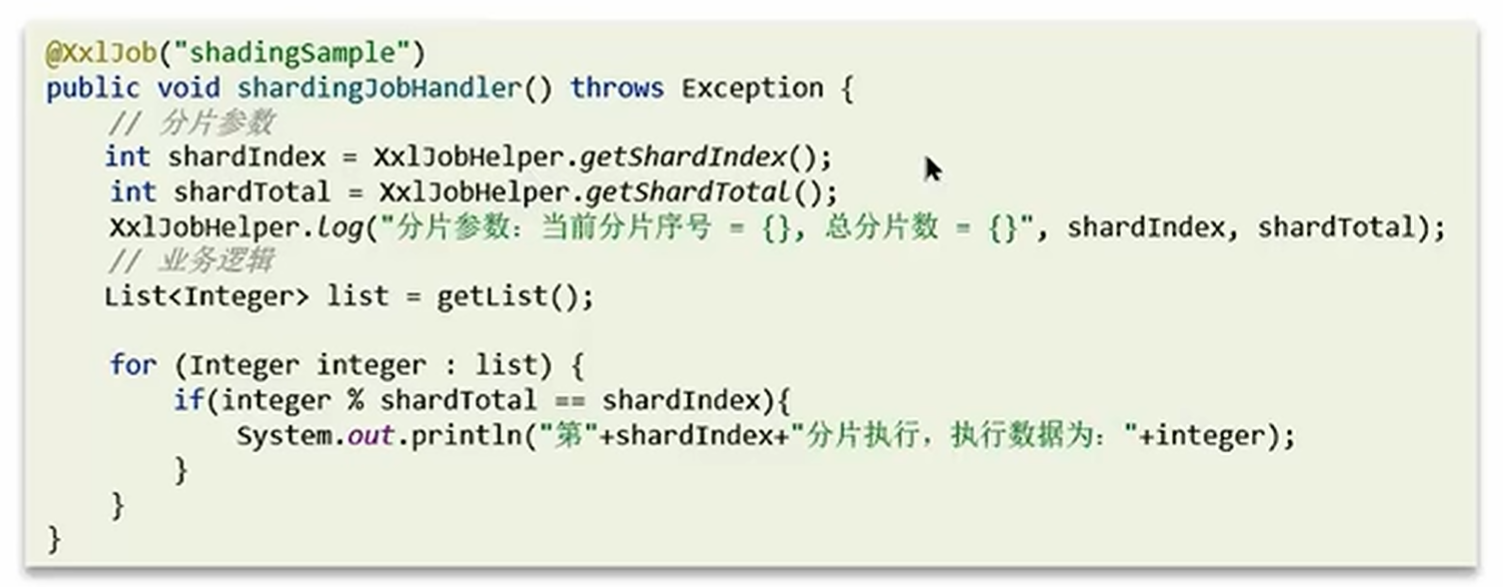 @XxlJob("shadingSample")
public void shardingJobHandler() throws Exception {
// 分片参数
int shardIndex = XxlJobHelper.getShardIndex();
int shardTotal = XxlJobHelper.getShardTotal();
XxlJobHelper.log("分片参数：当前分片序号 = {}, 总分片数 = {}", shardIndex, shardTotal);
// 业务逻辑
List<Integer> list = getList();
for (Integer integer : list) {
if(integer % shardTotal == shardIndex){
System.out.println("第"+shardIndex+"分片执行，执行数据为："+integer);
}
}
}